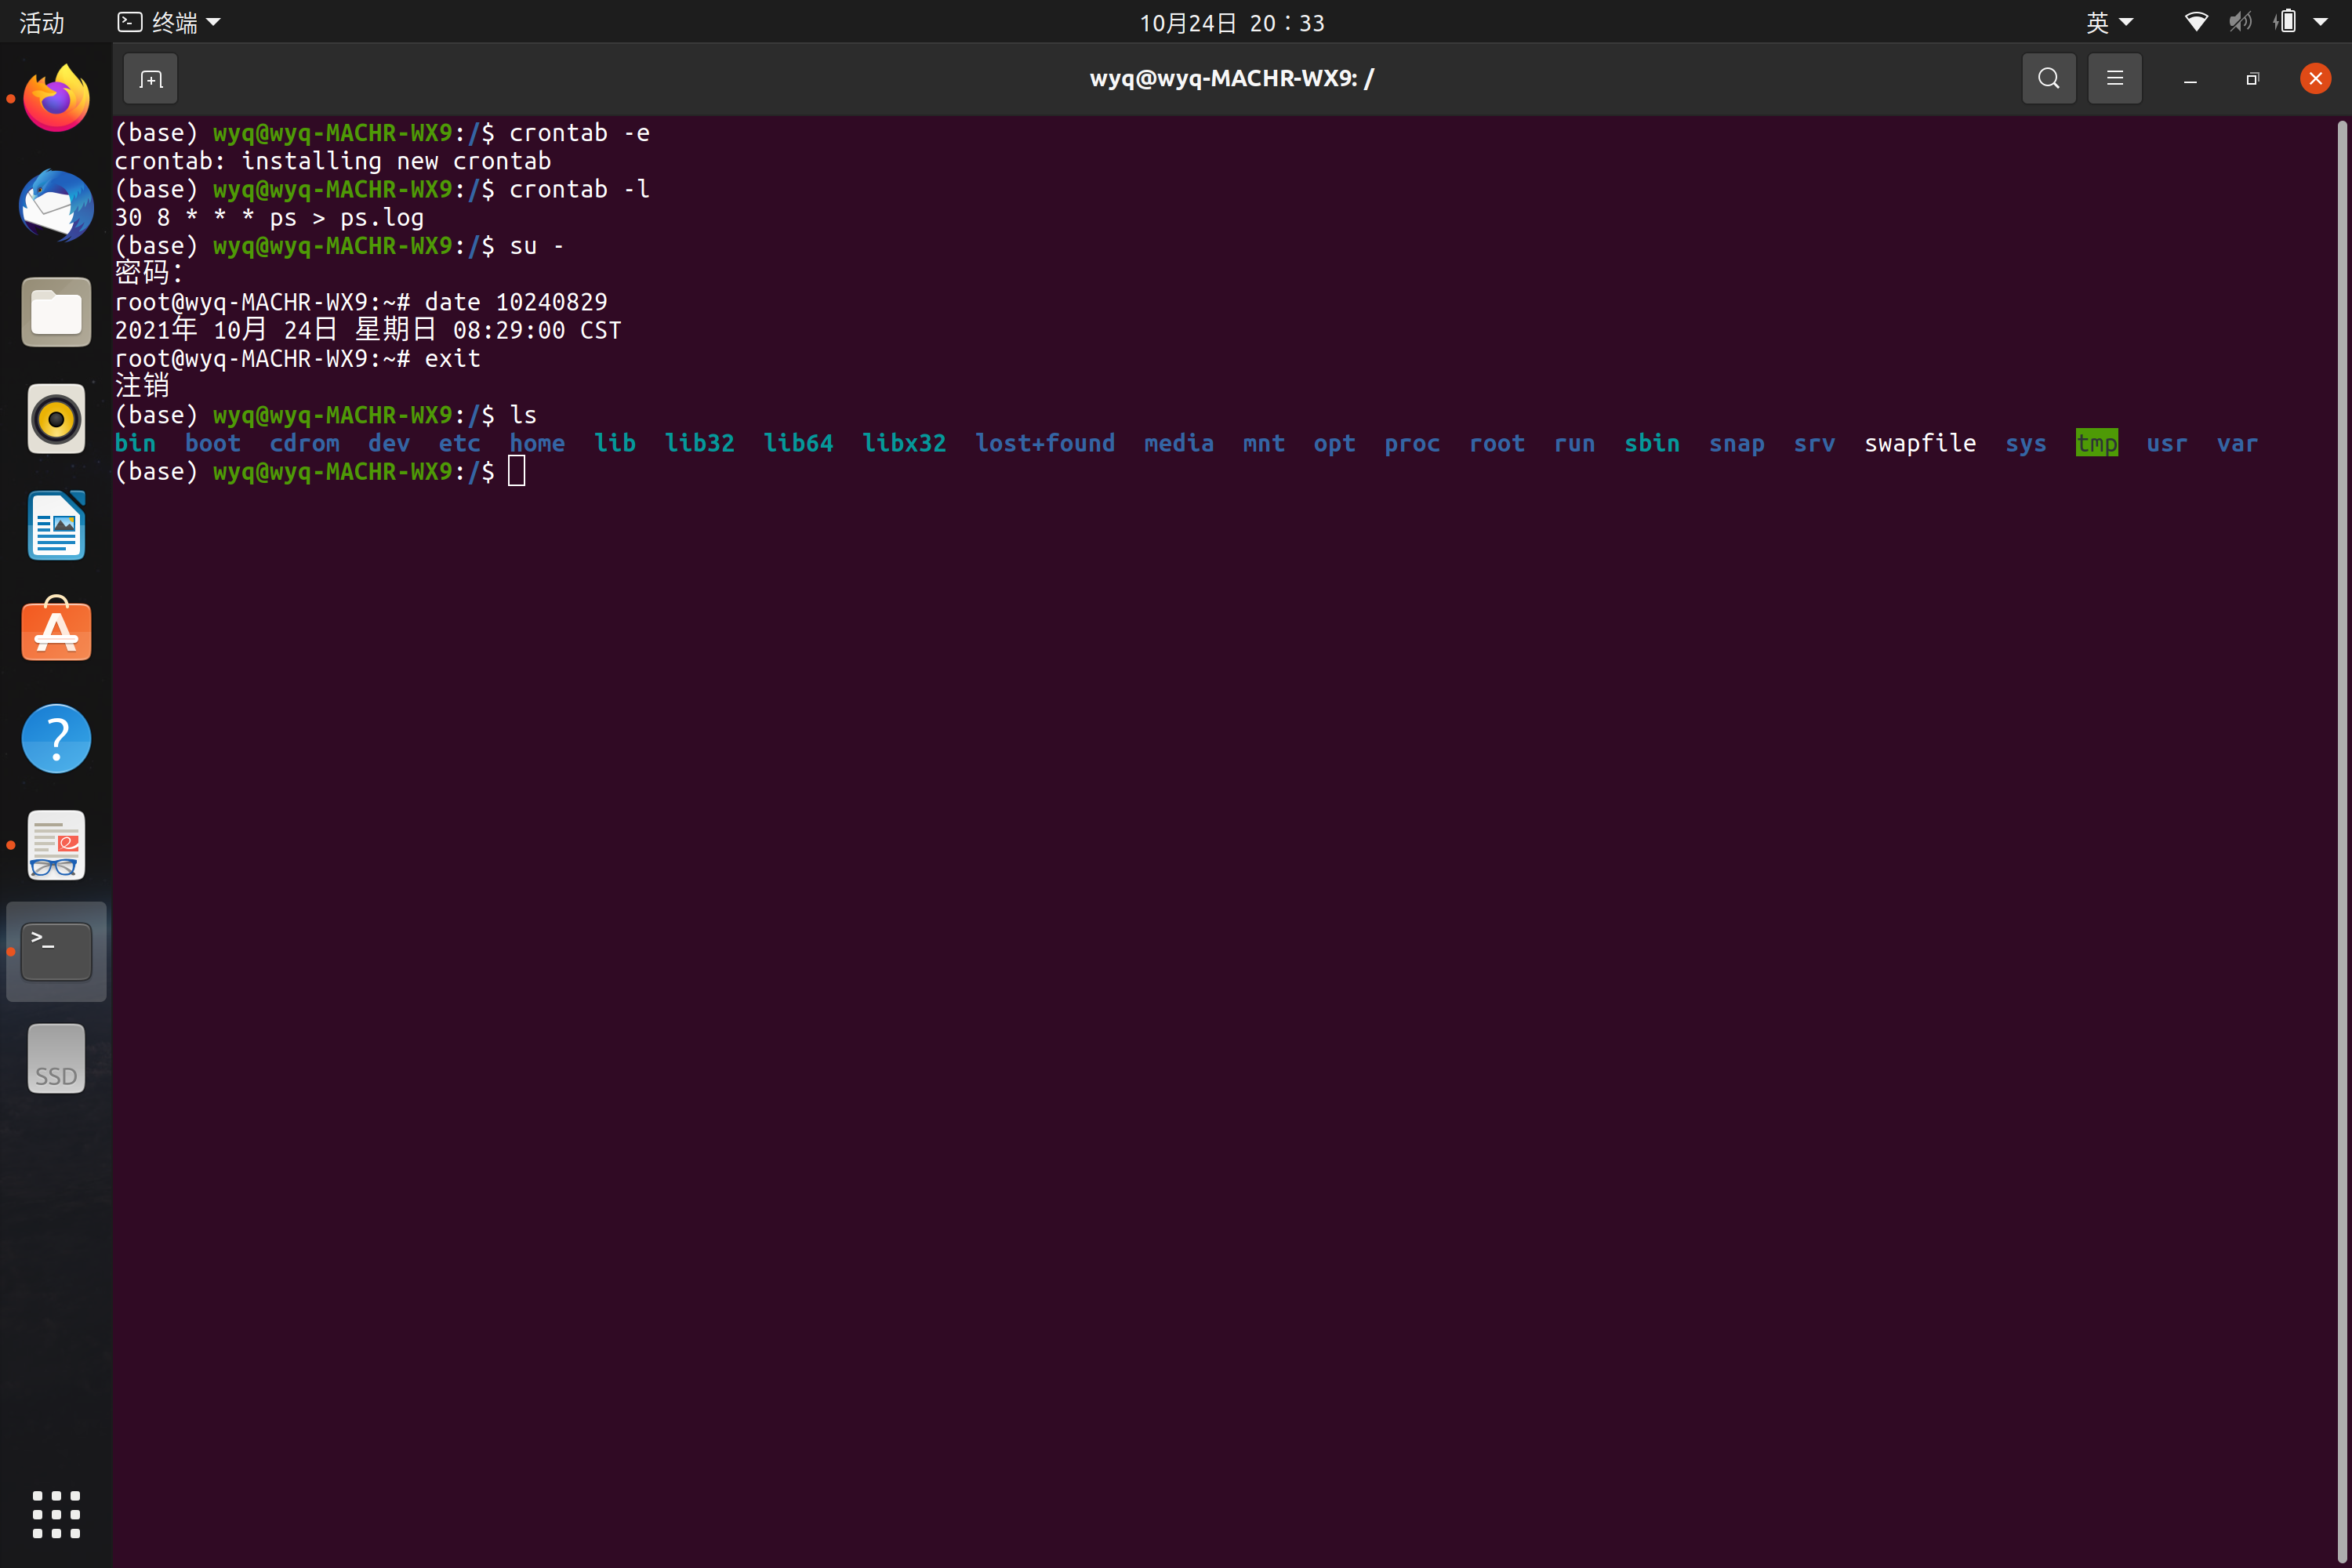 活动 终端 10月24日 20：33 英
wyq@wyq-MACHR-WX9: /
(base) wyq@wyq-MACHR-WX9:/$ crontab -e
crontab: installing new crontab
(base) wyq@wyq-MACHR-WX9:/$ crontab -l
30 8 * * * ps > ps.log
(base) wyq@wyq-MACHR-WX9:/$ su -
密码：
root@wyq-MACHR-WX9:~# date 10240829
2021年 10月 24日 星期日 08:29:00 CST
root@wyq-MACHR-WX9:~# exit
注销
(base) wyq@wyq-MACHR-WX9:/$ ls
bin boot cdrom dev etc home lib lib32 lib64 libx32 lost+found media mnt opt proc root run sbin snap srv swapfile sys tmp usr var
(base) wyq@wyq-MACHR-WX9:/$
>_
SSD